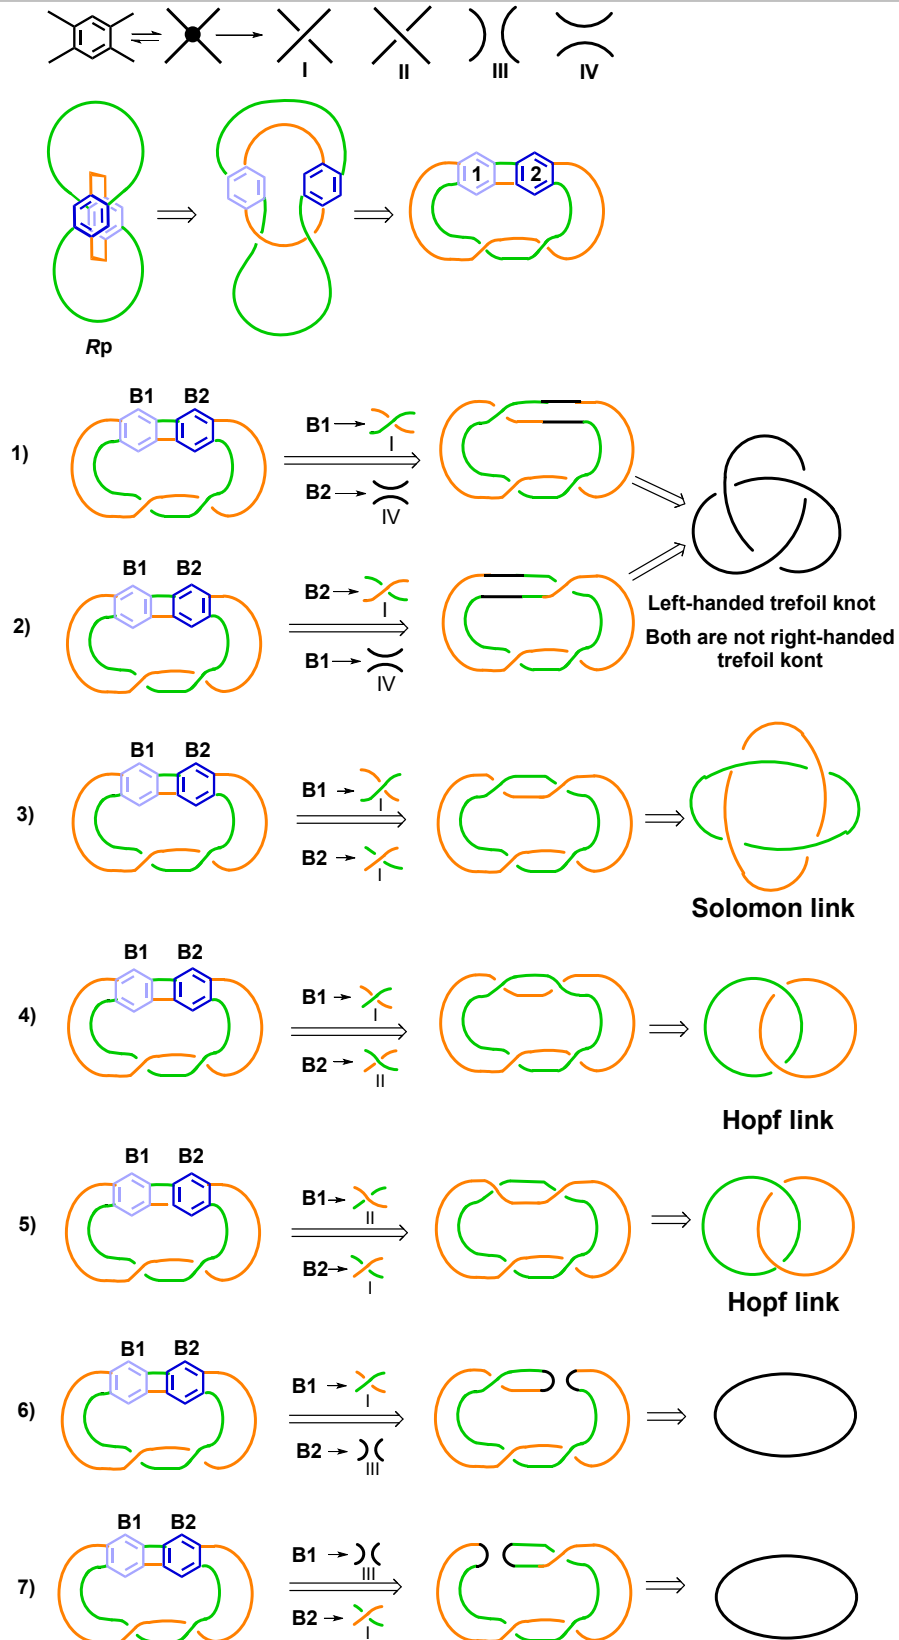 I II III IV
1 2
Rp
B1 B2
1) B1 I
B2 IV
B1 B2
2) B2 I
B1 IV
Left-handed trefoil knot
Both are not right-handed
trefoil kont
B1 B2
3) B1 I
B2 I
Solomon link
B1 B2
4) B1 I
B2 II
Hopf link
B1 B2
5) B1 II
B2 I
Hopf link
B1 B2
6) B1 I
B2 III
B1 B2
7) B1 III
B2 I